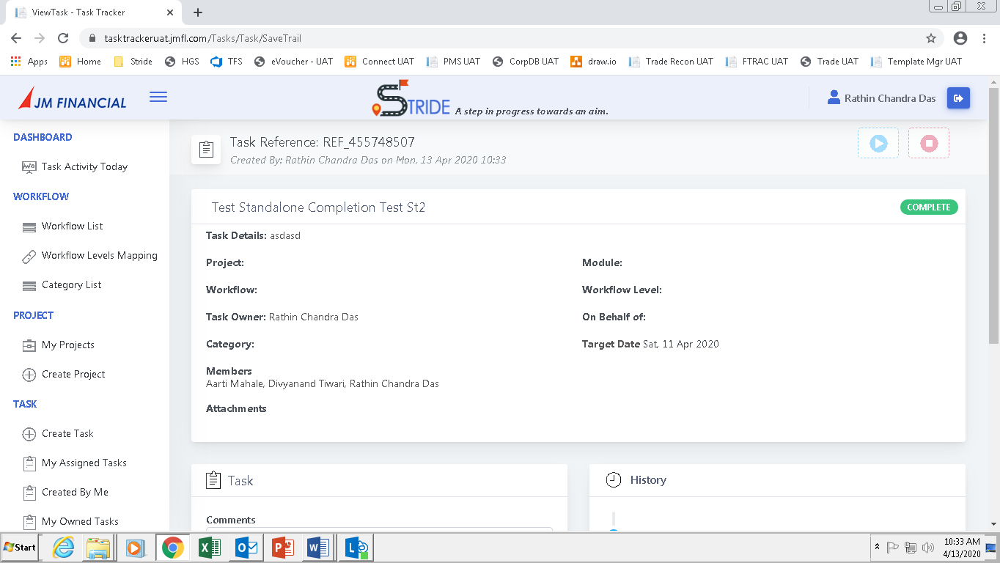 ViewTask - Task Tracker
tasktrackeruat.jmfl.com/Tasks/Task/SaveTrail
Apps Home Stride HGS TFS eVoucher - UAT Connect UAT PMS UAT CorpDB UAT draw.io Trade Recon UAT FTRAC UAT Trade UAT Template Mgr UAT
JM FINANCIAL
STRIDE A step in progress towards an aim.
Rathin Chandra Das
DASHBOARD
Task Activity Today
WORKFLOW
Workflow List
Workflow Levels Mapping
Category List
PROJECT
My Projects
Create Project
TASK
Create Task
My Assigned Tasks
Created By Me
My Owned Tasks
Task Reference: REF_455748507
Created By: Rathin Chandra Das on Mon, 13 Apr 2020 10:33
Test Standalone Completion Test St2
COMPLETE
Task Details: asdasd
Project:
Module:
Workflow:
Workflow Level:
Task Owner: Rathin Chandra Das
On Behalf of:
Category:
Target Date Sat, 11 Apr 2020
Members
Aarti Mahale, Divyanand Tiwari, Rathin Chandra Das
Attachments
Task
Comments
History
Start
10:33 AM
4/13/2020